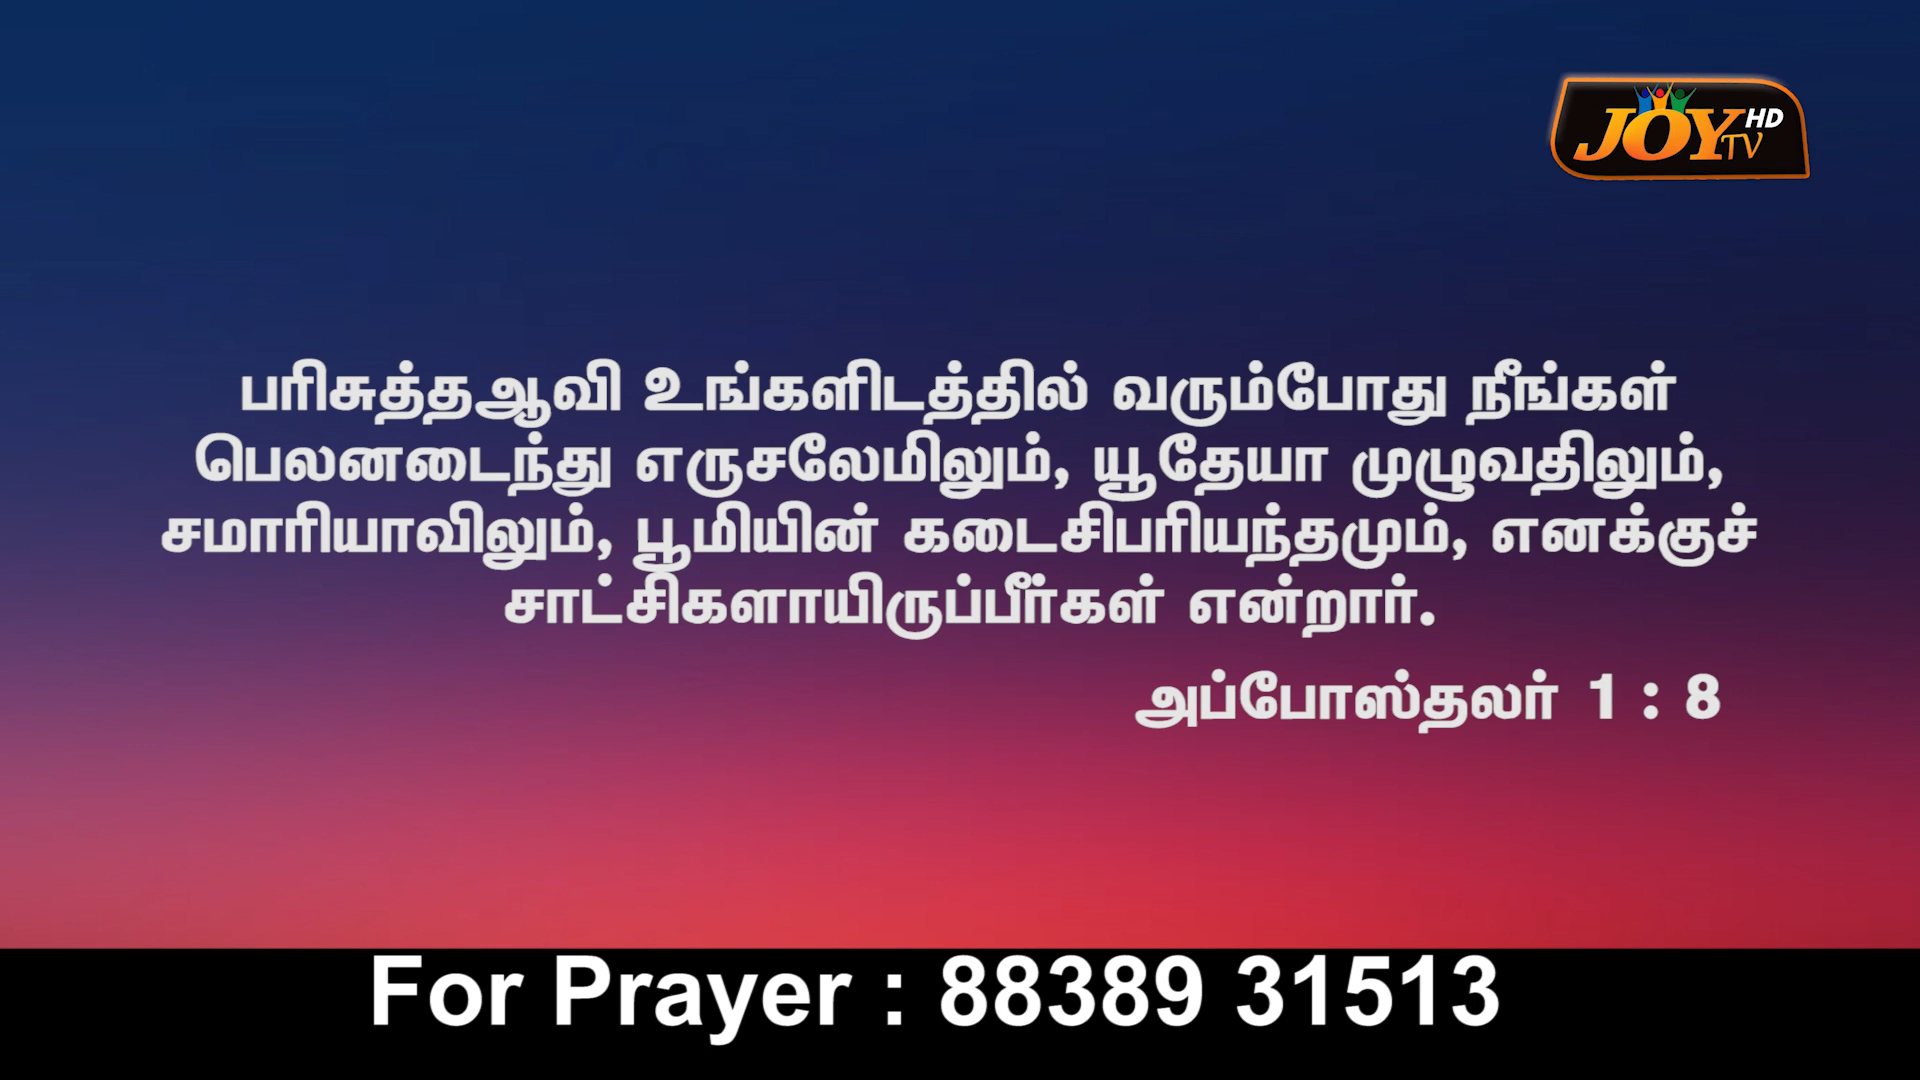 JOY HD
TV
பரிசுத்தஆவி உங்களிடத்தில் வரும்போது நீங்கள்
பெலனடைந்து எருசலேமிலும், யூதேயா முழுவதிலும்,
சமாரியாவிலும், பூமியின் கடைசிபரியந்தமும், எனக்குச்
சாட்சிகளாயிருப்பீர்கள் என்றார்.
அப்போஸ்தலர் 1 : 8
For Prayer : 88389 31513